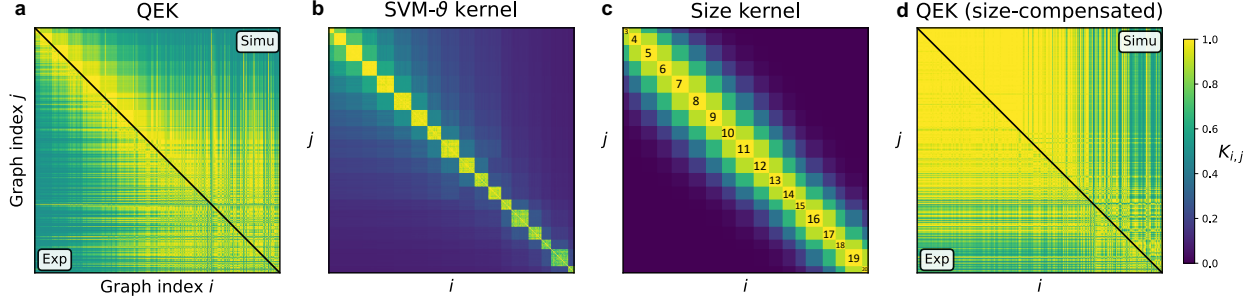 a QEK
Simu
Exp
Graph index j
Graph index i
b SVM-ϑ kernel
j
i
c Size kernel
3
4
5
6
7
8
9
10
11
12
13
14
15
16
17
18
19
20
j
i
d QEK (size-compensated)
Simu
Exp
j
i
1.0
0.8
0.6
0.4
0.2
0.0
K_{i,j}